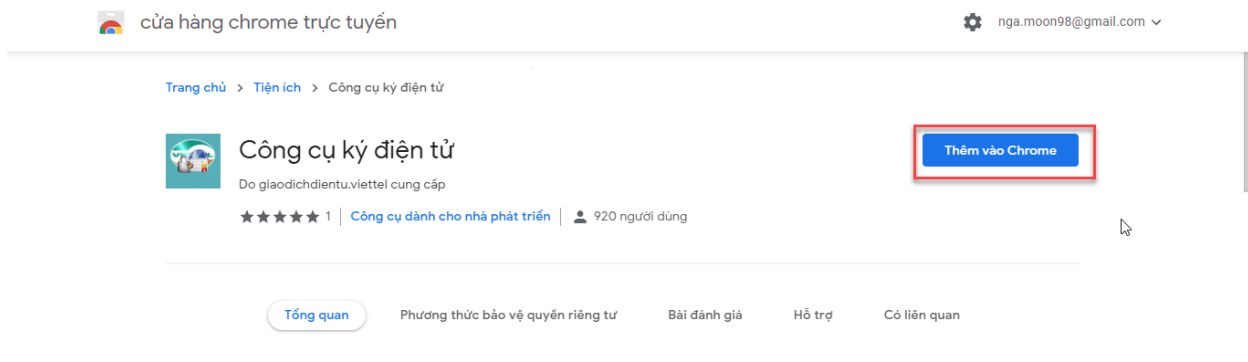 cửa hàng chrome trực tuyến nga.moon98@gmail.com
Trang chủ > Tiện ích > Công cụ ký điện tử
Công cụ ký điện tử
Thêm vào Chrome
Do giaodichdientu.viettel cung cấp
★★★★★ 1 | Công cụ dành cho nhà phát triển | 920 người dùng
Tổng quan Phương thức bảo vệ quyền riêng tư Bài đánh giá Hỗ trợ Có liên quan